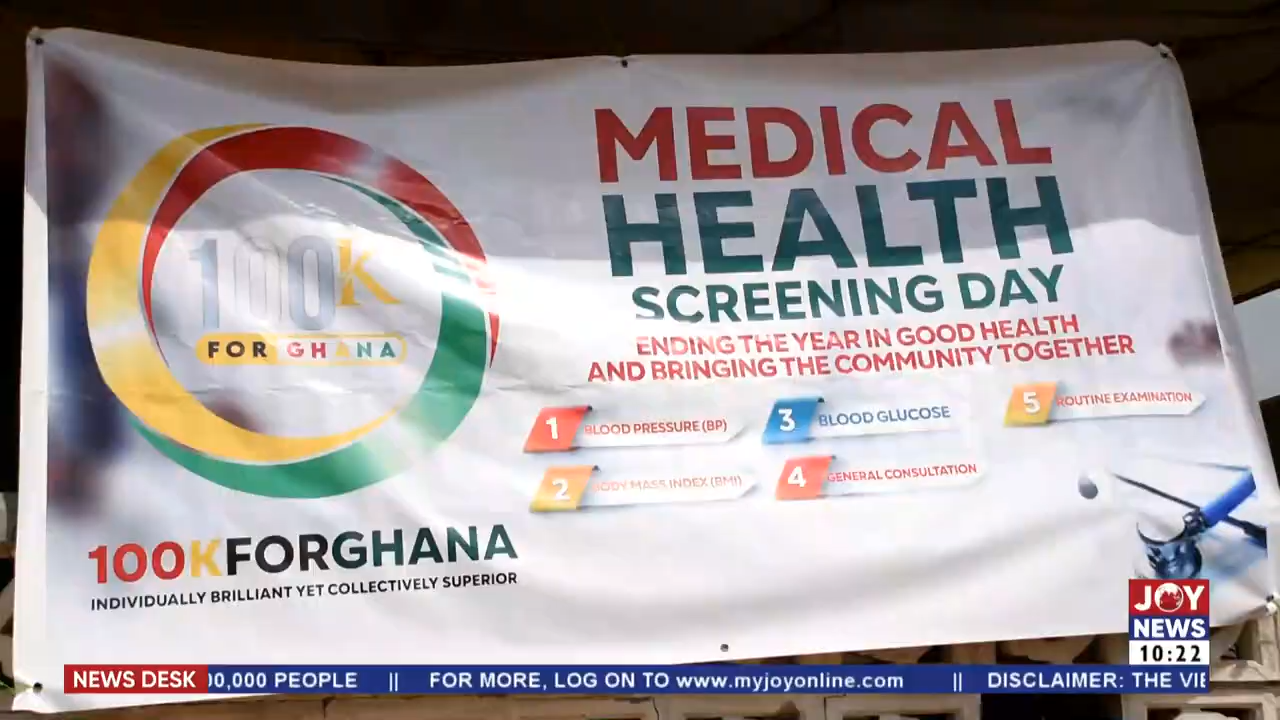 100K
FOR GHANA
100KFORGHANA
INDIVIDUALLY BRILLIANT YET COLLECTIVELY SUPERIOR
MEDICAL
HEALTH
SCREENING DAY
ENDING THE YEAR IN GOOD HEALTH
AND BRINGING THE COMMUNITY TOGETHER
1 BLOOD PRESSURE (BP)
2 BODY MASS INDEX (BMI)
3 BLOOD GLUCOSE
4 GENERAL CONSULTATION
5 ROUTINE EXAMINATION
JOY
NEWS
10:22
NEWS DESK
00,000 PEOPLE || FOR MORE, LOG ON TO www.myjoyonline.com || DISCLAIMER: THE